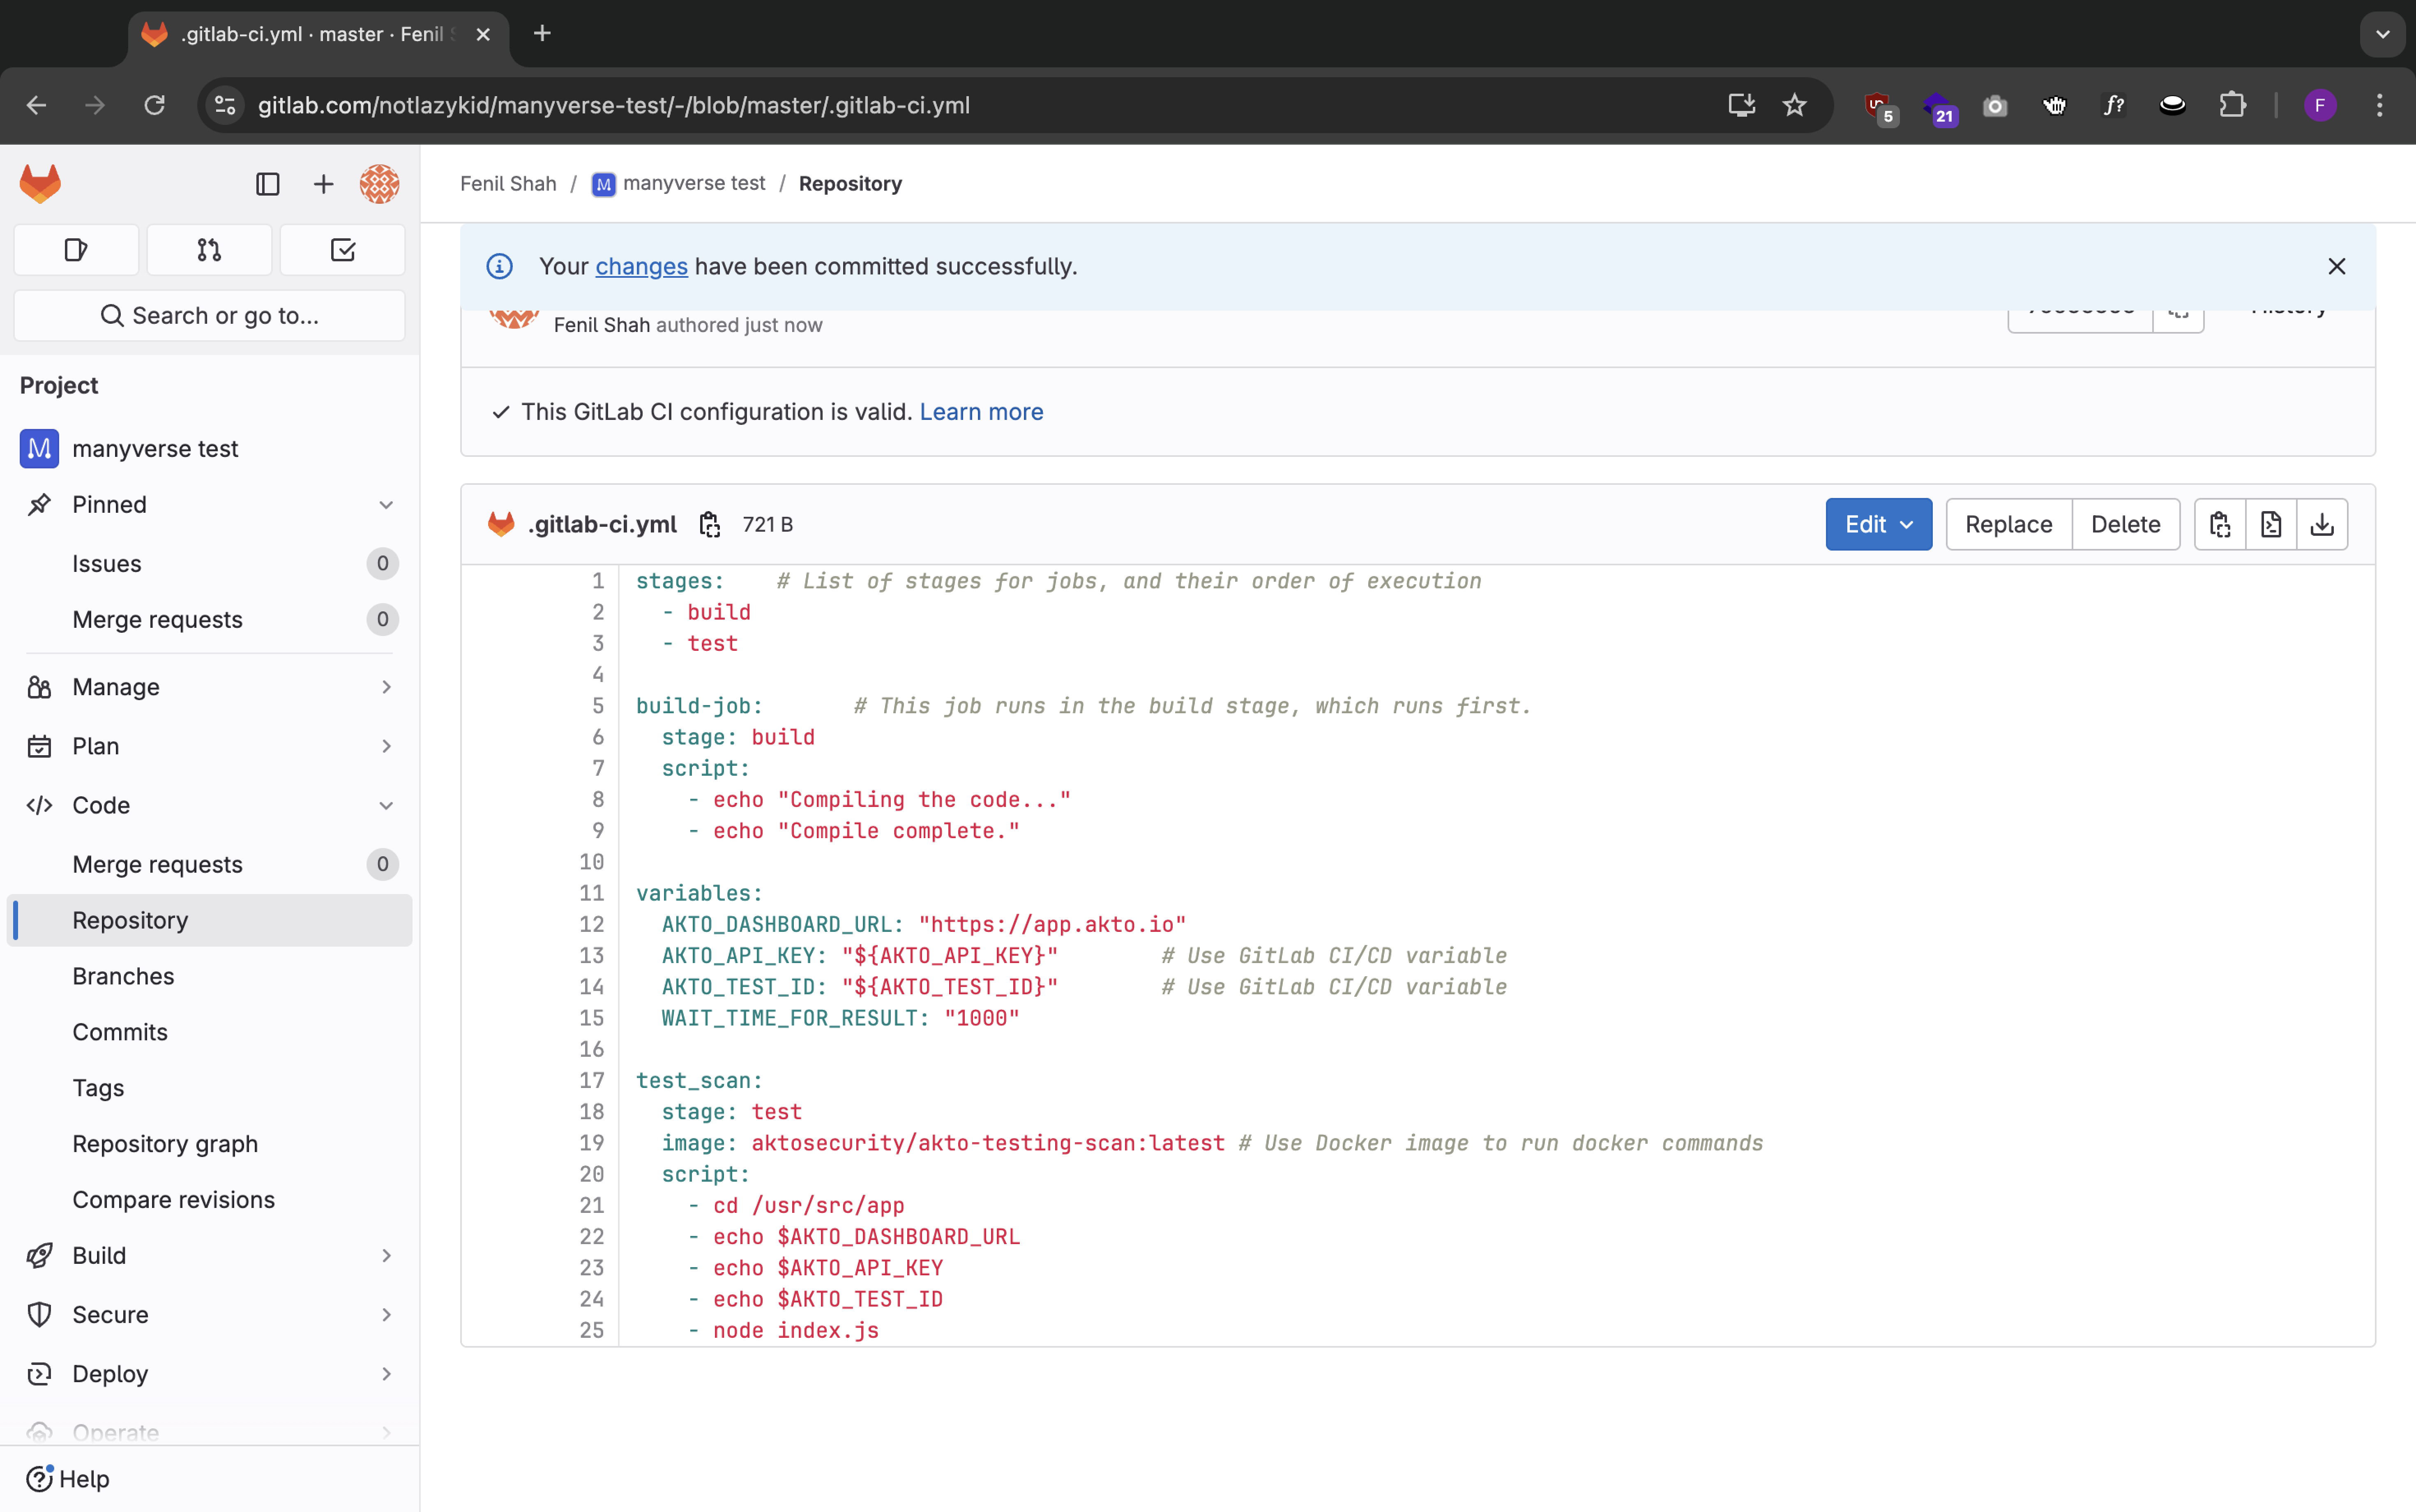 .gitlab-ci.yml · master · Fenil
gitlab.com/notlazykid/manyverse-test/-/blob/master/.gitlab-ci.yml
5
21
f?
F
Fenil Shah / M manyverse test / Repository
Search or go to...
Project
M manyverse test
Pinned
Issues 0
Merge requests 0
Manage
Plan
Code
Merge requests 0
Repository
Branches
Commits
Tags
Repository graph
Compare revisions
Build
Secure
Deploy
Operate
Help
Your changes have been committed successfully.
Fenil Shah authored just now
History
This GitLab CI configuration is valid. Learn more
.gitlab-ci.yml 721 B
Edit Replace Delete
1 stages: # List of stages for jobs, and their order of execution
2 - build
3 - test
4
5 build-job: # This job runs in the build stage, which runs first.
6 stage: build
7 script:
8 - echo "Compiling the code..."
9 - echo "Compile complete."
10
11 variables:
12 AKTO_DASHBOARD_URL: "https://app.akto.io"
13 AKTO_API_KEY: "${AKTO_API_KEY}" # Use GitLab CI/CD variable
14 AKTO_TEST_ID: "${AKTO_TEST_ID}" # Use GitLab CI/CD variable
15 WAIT_TIME_FOR_RESULT: "1000"
16
17 test_scan:
18 stage: test
19 image: aktosecurity/akto-testing-scan:latest # Use Docker image to run docker commands
20 script:
21 - cd /usr/src/app
22 - echo $AKTO_DASHBOARD_URL
23 - echo $AKTO_API_KEY
24 - echo $AKTO_TEST_ID
25 - node index.js